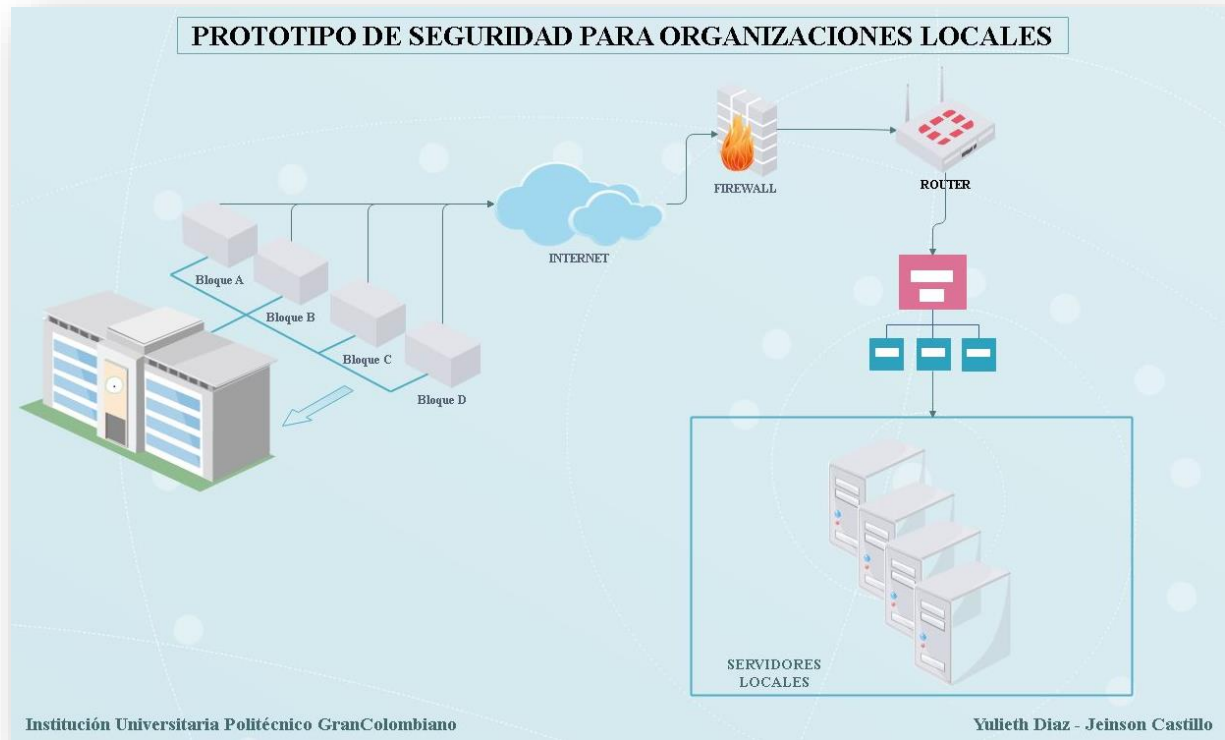 PROTOTIPO DE SEGURIDAD PARA ORGANIZACIONES LOCALES
FIREWALL
ROUTER
INTERNET
Bloque A
Bloque B
Bloque C
Bloque D
SERVIDORES
LOCALES
Institución Universitaria Politécnico GranColombiano
Yulieth Diaz - Jeinson Castillo